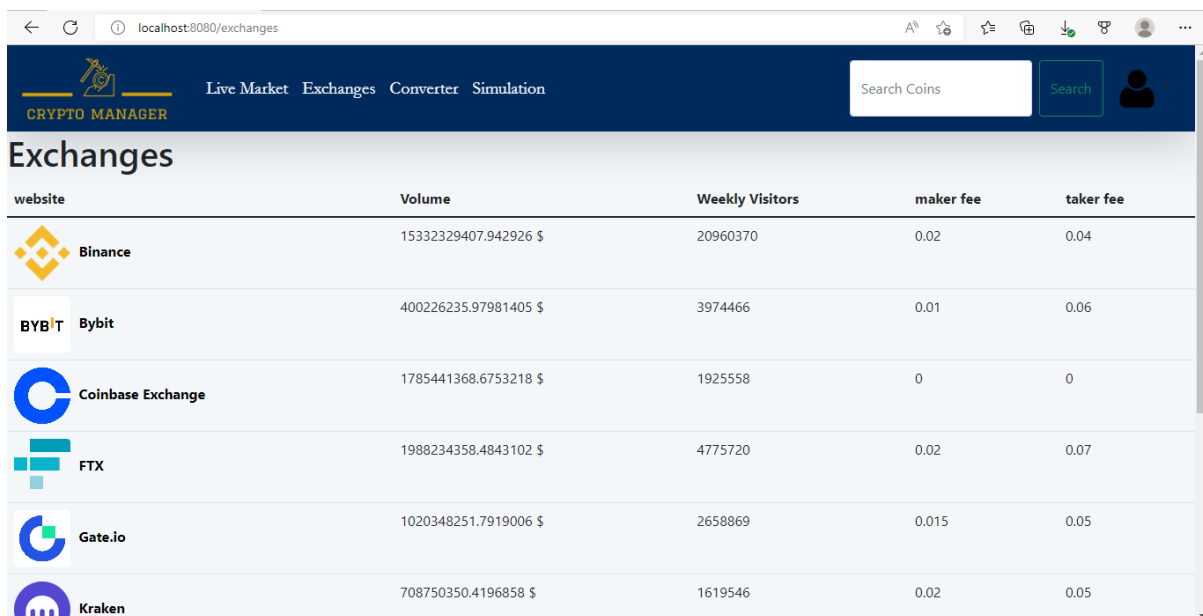 localhost:8080/exchanges
CRYPTO MANAGER
Live Market Exchanges Converter Simulation
Search Coins
Search
Exchanges
website Volume Weekly Visitors maker fee taker fee
Binance 15332329407.942926 $ 20960370 0.02 0.04
BYBIT Bybit 400226235.97981405 $ 3974466 0.01 0.06
Coinbase Exchange 1785441368.6753218 $ 1925558 0 0
FTX 1988234358.4843102 $ 4775720 0.02 0.07
Gate.io 1020348251.7919006 $ 2658869 0.015 0.05
Kraken 708750350.4196858 $ 1619546 0.02 0.05